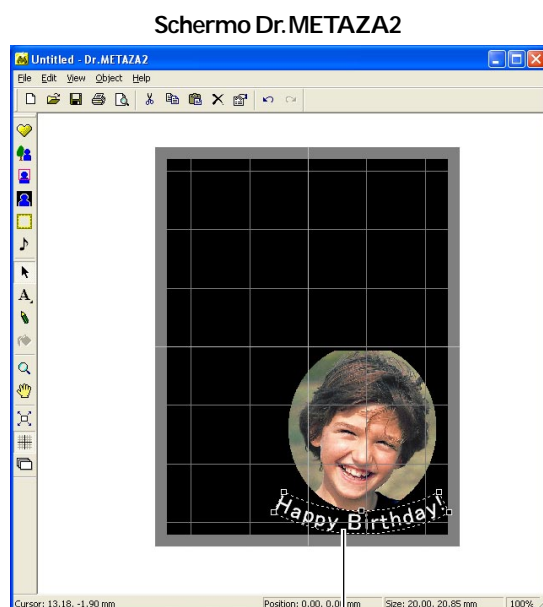 Schermo Dr.METAZA2
Untitled - Dr.METAZA2
File Edit View Object Help
Happy Birthday!
Cursor: 13.18, -1.90 mm Position: 0.00, 0.00 mm Size: 20.00, 20.85 mm 100%